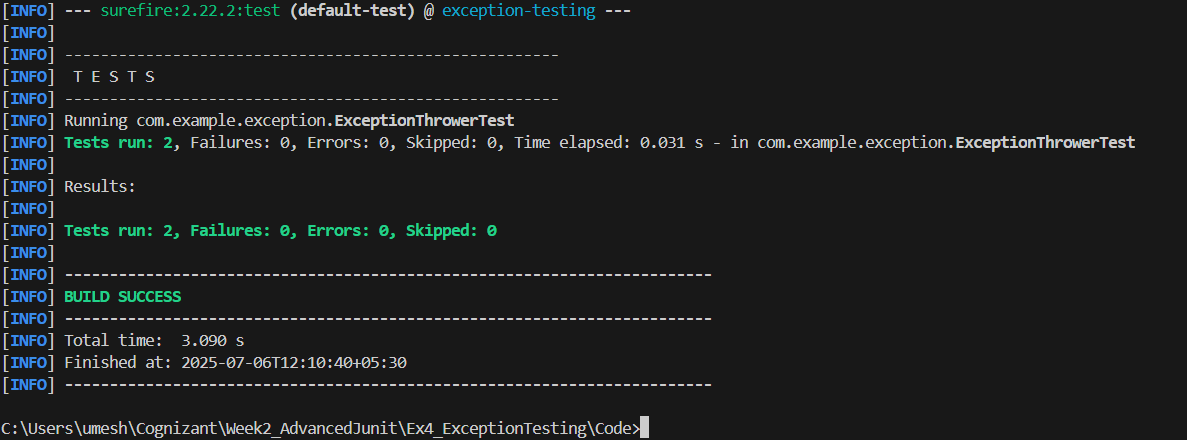 [INFO] --- surefire:2.22.2:test (default-test) @ exception-testing ---
[INFO]
[INFO] -------------------------------------------------------
[INFO]  T E S T S
[INFO] -------------------------------------------------------
[INFO] Running com.example.exception.ExceptionThrowerTest
[INFO] Tests run: 2, Failures: 0, Errors: 0, Skipped: 0, Time elapsed: 0.031 s - in com.example.exception.ExceptionThrowerTest
[INFO]
[INFO] Results:
[INFO]
[INFO] Tests run: 2, Failures: 0, Errors: 0, Skipped: 0
[INFO]
[INFO] ------------------------------------------------------------------------
[INFO] BUILD SUCCESS
[INFO] ------------------------------------------------------------------------
[INFO] Total time:  3.090 s
[INFO] Finished at: 2025-07-06T12:10:40+05:30
[INFO] ------------------------------------------------------------------------
C:\Users\umesh\Cognizant\Week2_AdvancedJunit\Ex4_ExceptionTesting\Code>